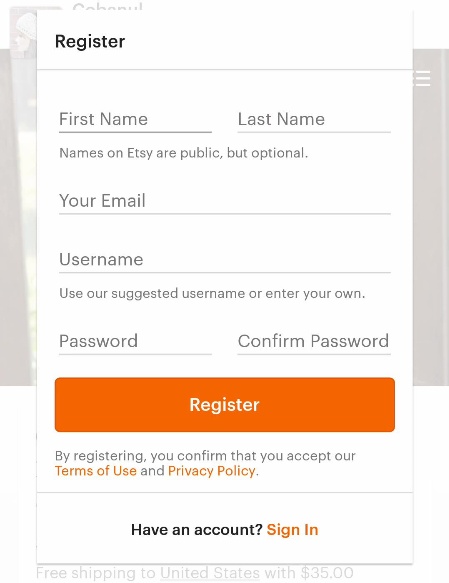 Register
First Name
Last Name
Names on Etsy are public, but optional.
Your Email
Username
Use our suggested username or enter your own.
Password
Confirm Password
Register
By registering, you confirm that you accept our
Terms of Use and Privacy Policy.
Have an account? Sign In
Free shipping to United States with $35.00